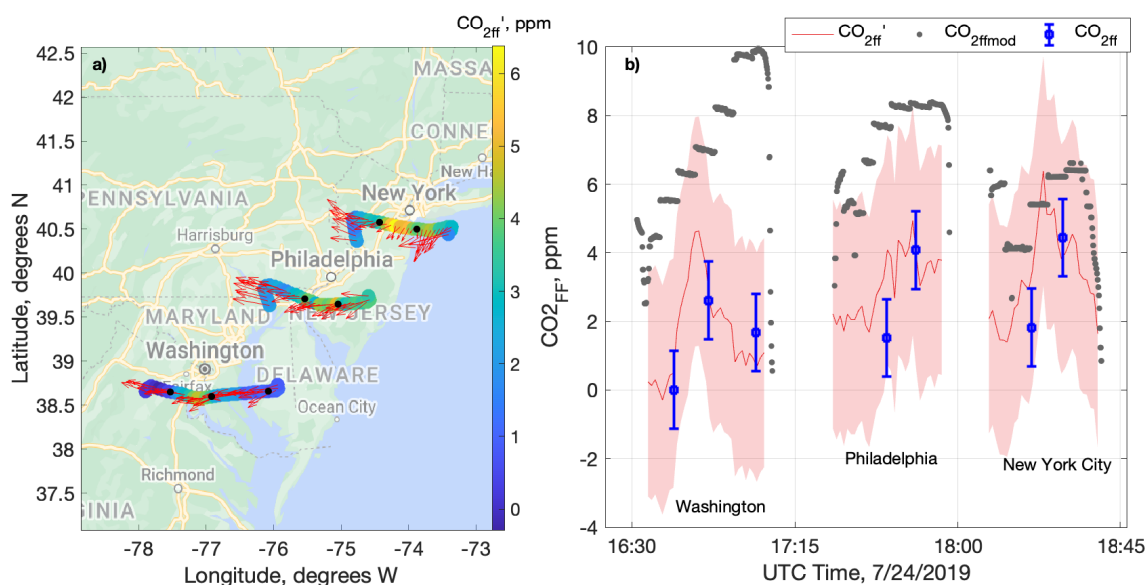 CO2ff', ppm
a)
42.5
42
41.5
41
40.5
40
39.5
39
38.5
38
37.5
Latitude, degrees N
-78
-77
-76
-75
-74
-73
Longitude, degrees W
6
5
4
3
2
1
0
MASSA
CONNE
New Ha
New York
PENNSYLVANIA
Harrisburg
Philadelphia
MARYLAND
NEW JERSEY
Washington
Fairfax
DELAWARE
Ocean City
Richmond
GINIA
CO2ff'
CO2ffmod
CO2ff
b)
10
8
6
4
2
0
-2
-4
CO2FF, ppm
Washington
Philadelphia
New York City
16:30
17:15
18:00
18:45
UTC Time, 7/24/2019